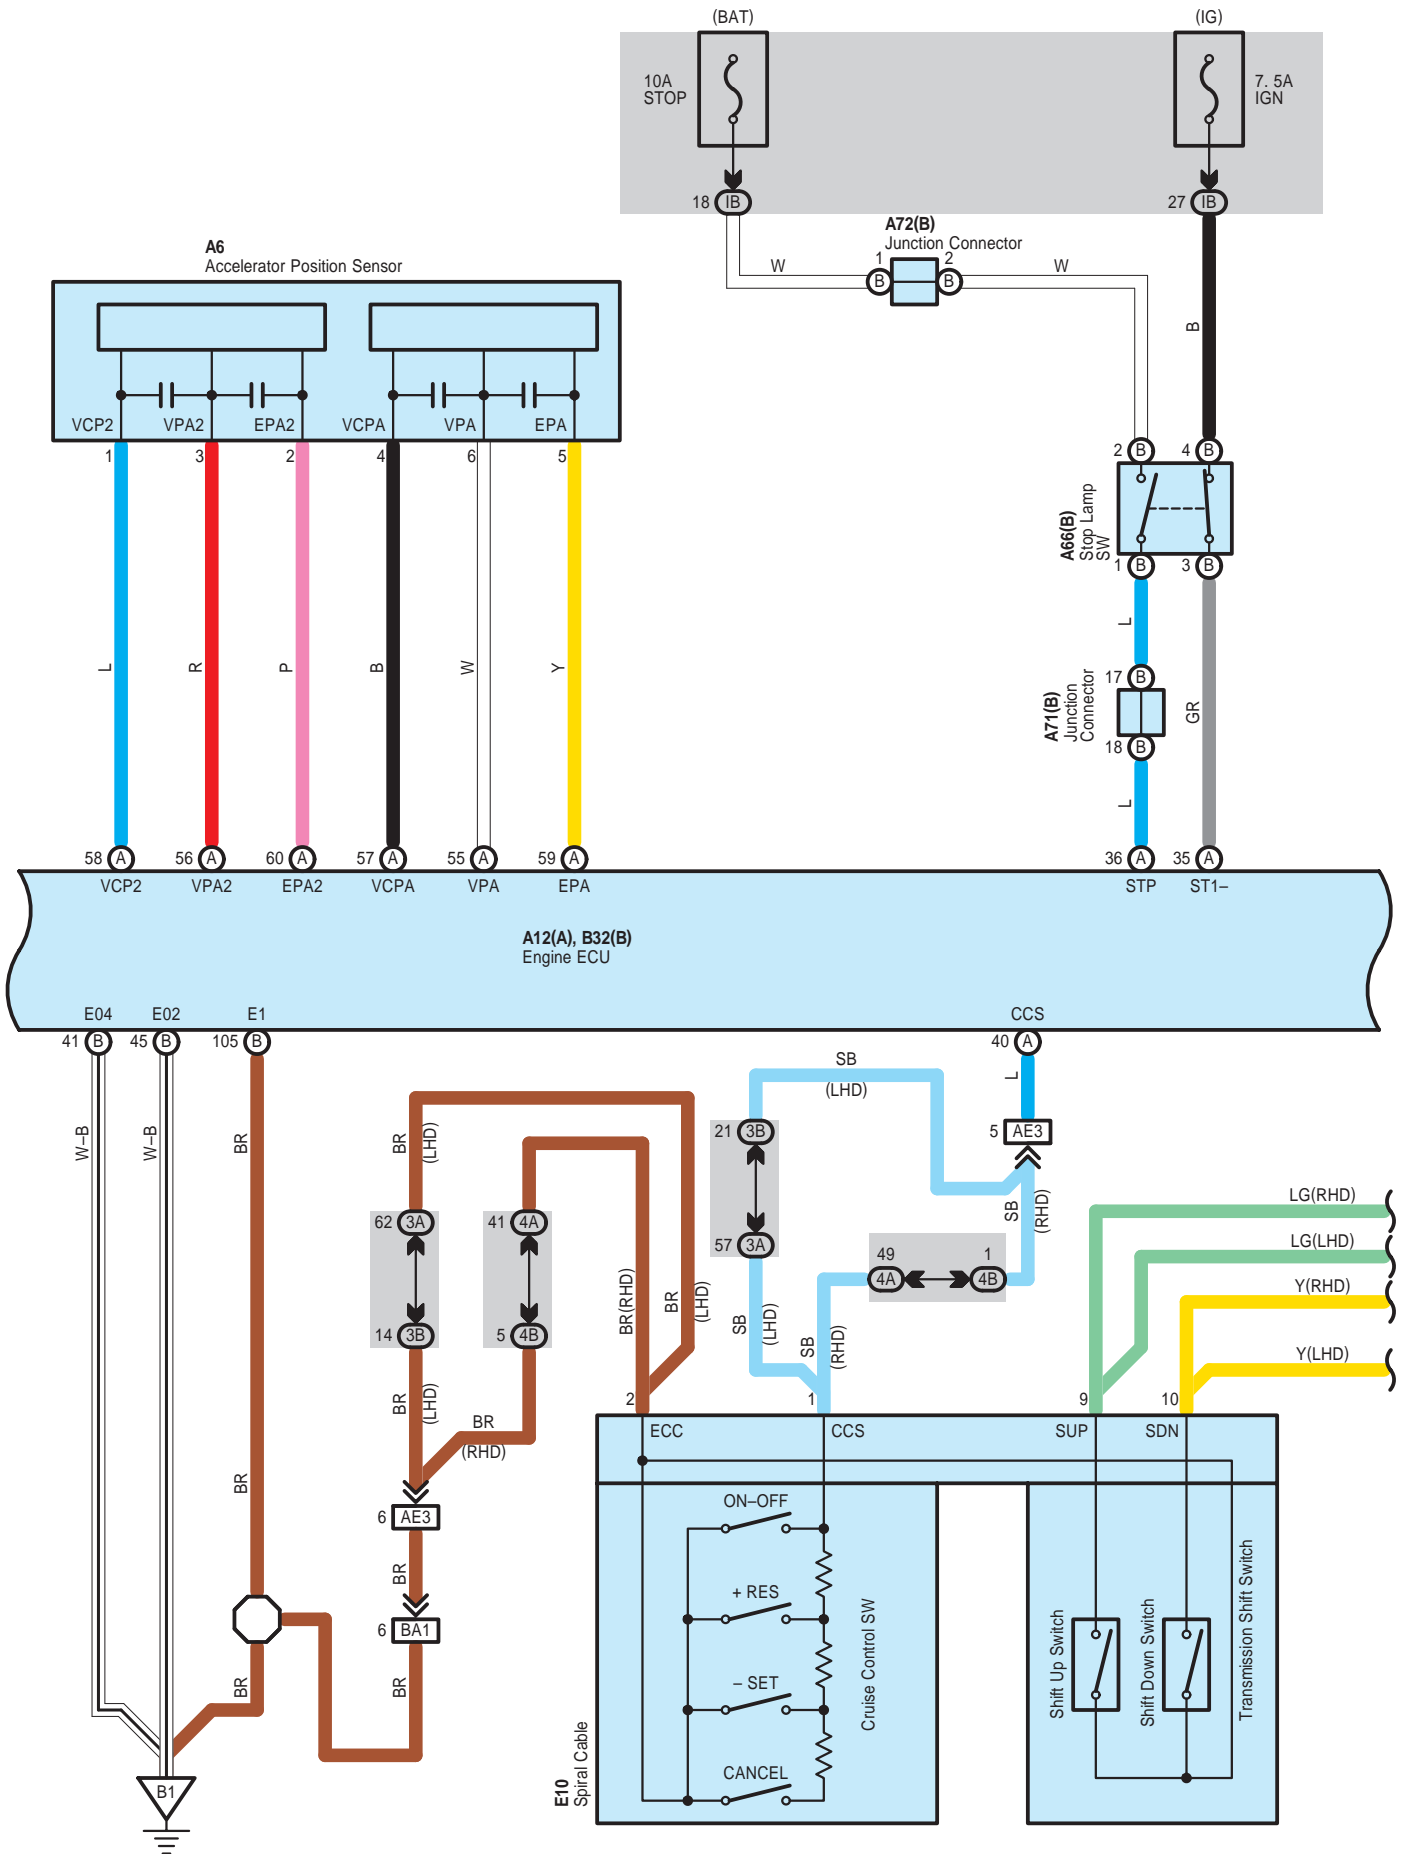 (BAT)
(IG)
10A
STOP
7. 5A
IGN
18 IB
27 IB
A72(B)
Junction Connector
1 2
W B B W
A6
Accelerator Position Sensor
B
VCP2 VPA2 EPA2 VCPA VPA EPA
1 3 2 4 6 5
2 B 4 B
A66(B)
Stop Lamp
SW
1 B 3 B
L
L R P B W Y
17 B
A71(B)
Junction
Connector
GR
18 B
L
58 A 56 A 60 A 57 A 55 A 59 A 36 A 35 A
VCP2 VPA2 EPA2 VCPA VPA EPA STP ST1–
A12(A), B32(B)
Engine ECU
E04 E02 E1 CCS
41 B 45 B 105 B 40 A
SB
(LHD)
L
W–B W–B BR
BR
(LHD)
21 3B
5 AE3
SB
(RHD)
LG(RHD)
62 3A 41 4A
57 3A
49 1
4A 4B
LG(LHD)
Y(RHD)
BR(RHD)
BR
(LHD)
SB
(LHD)
SB
(RHD)
14 3B 5 4B
Y(LHD)
BR
(LHD)
BR
(RHD)
2 1 9 10
ECC CCS SUP SDN
BR
6 AE3
ON–OFF
BR
+ RES
6 BA1
– SET
CANCEL
BR BR
Cruise Control SW
Shift Up Switch
Shift Down Switch
Transmission Shift Switch
E10
Spiral Cable
B1